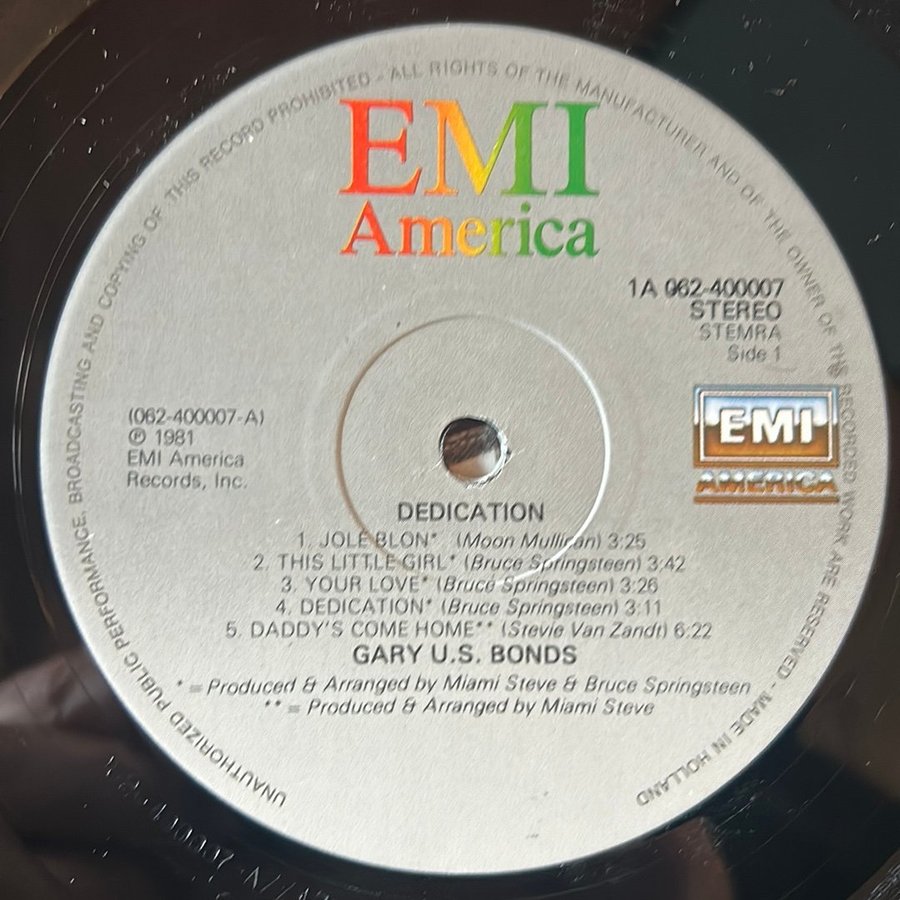 UNAUTHORIZED PUBLIC PERFORMANCE, BROADCASTING AND COPYING OF THIS RECORD PROHIBITED - ALL RIGHTS OF THE MANUFACTURER AND OF THE OWNER OF THE RECORDED WORK ARE RESERVED - MADE IN HOLLAND
EMI
America
1A 062-400007
STEREO
STEMRA
Side 1
(062-400007-A)
℗ 1981
EMI America
Records, Inc.
EMI
AMERICA
DEDICATION
1. JOLE BLON* (Moon Mullican) 3:25
2. THIS LITTLE GIRL* (Bruce Springsteen) 3:42
3. YOUR LOVE* (Bruce Springsteen) 3:26
4. DEDICATION* (Bruce Springsteen) 3:11
5. DADDY'S COME HOME** (Stevie Van Zandt) 6:22
GARY U.S. BONDS
* = Produced & Arranged by Miami Steve & Bruce Springsteen
** = Produced & Arranged by Miami Steve